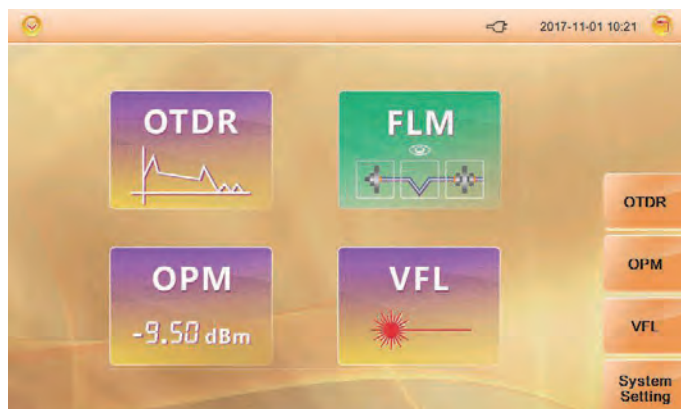 2017-11-01 10:21
OTDR
FLM
OPM
-9.50 dBm
VFL
OTDR
OPM
VFL
System
Setting